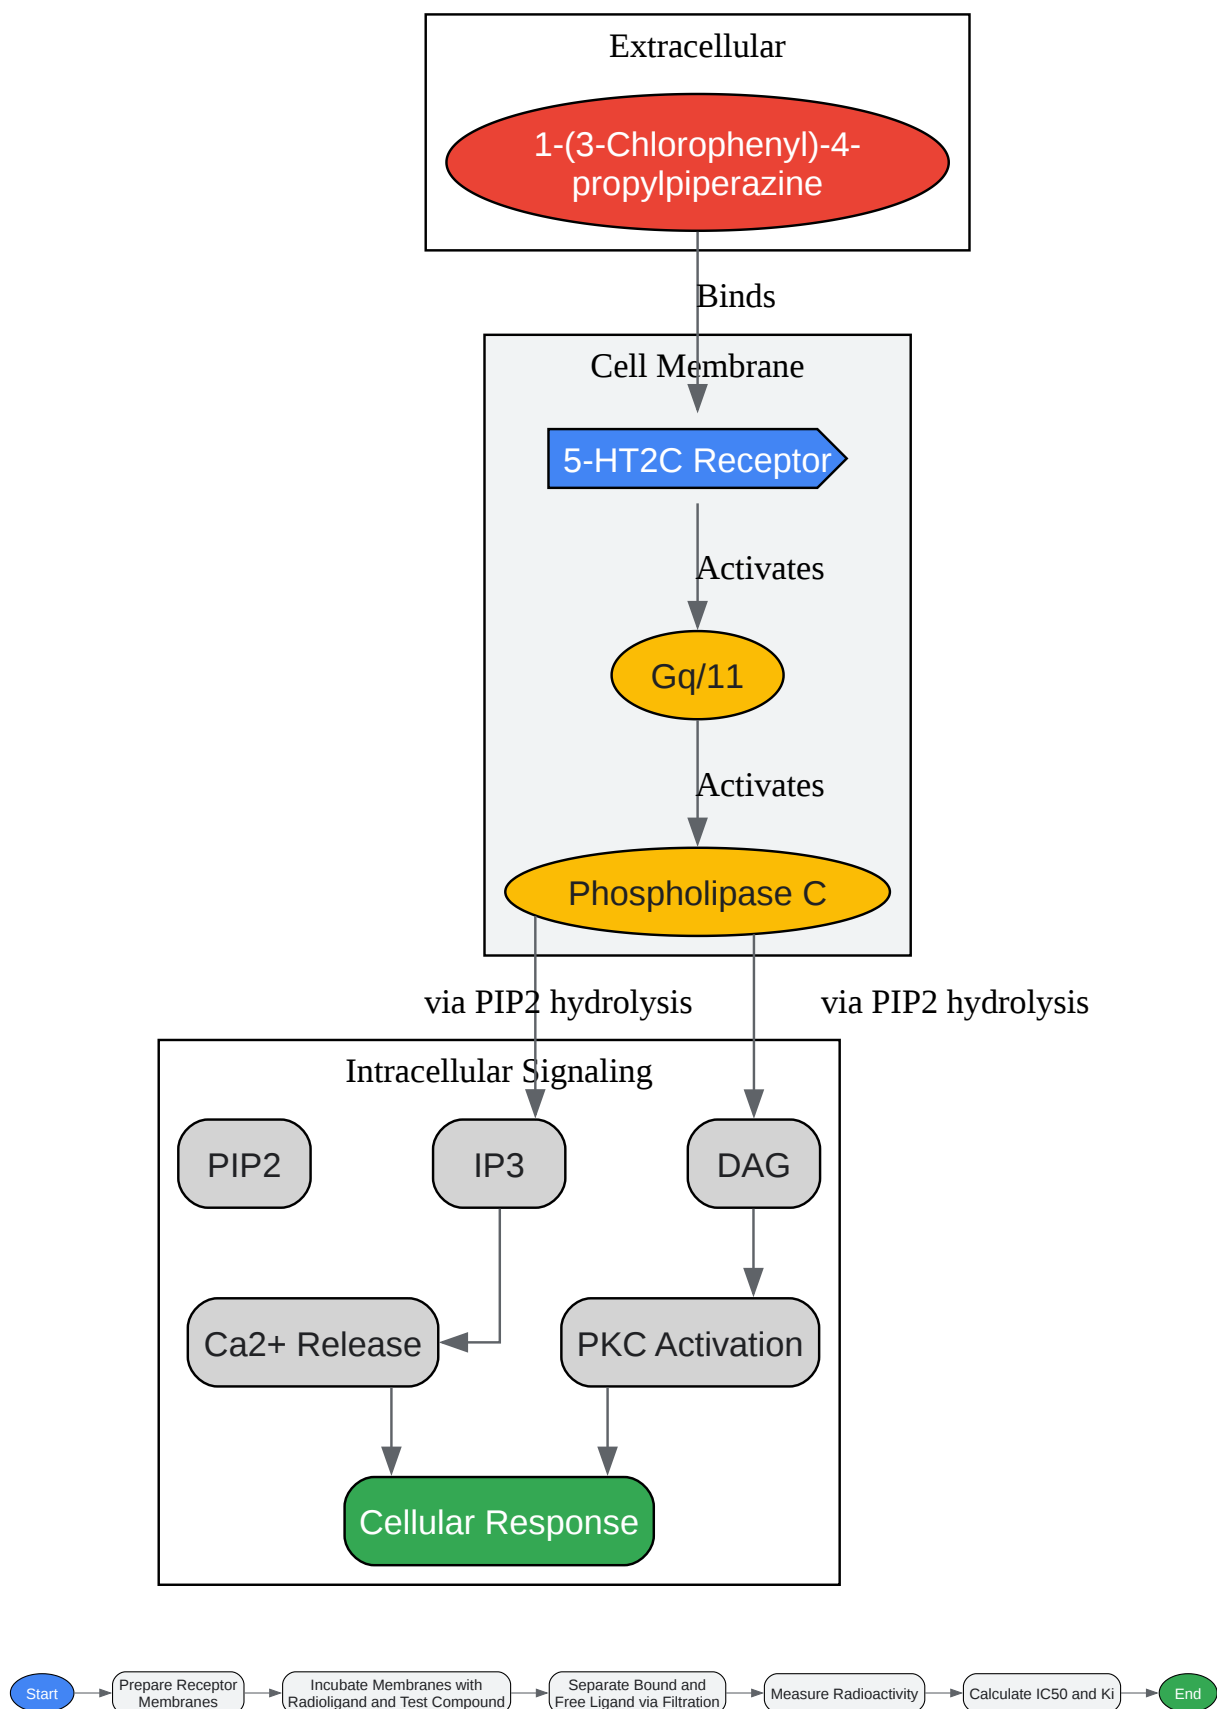 Extracellular
1-(3-Chlorophenyl)-4-
propylpiperazine
Binds
Cell Membrane
5-HT2C Receptor
Activates
Gq/11
Activates
Phospholipase C
via PIP2 hydrolysis
via PIP2 hydrolysis
Intracellular Signaling
PIP2
IP3
DAG
Ca2+ Release
PKC Activation
Cellular Response
Start
Prepare Receptor
Membranes
Incubate Membranes with
Radioligand and Test Compound
Separate Bound and
Free Ligand via Filtration
Measure Radioactivity
Calculate IC50 and Ki
End